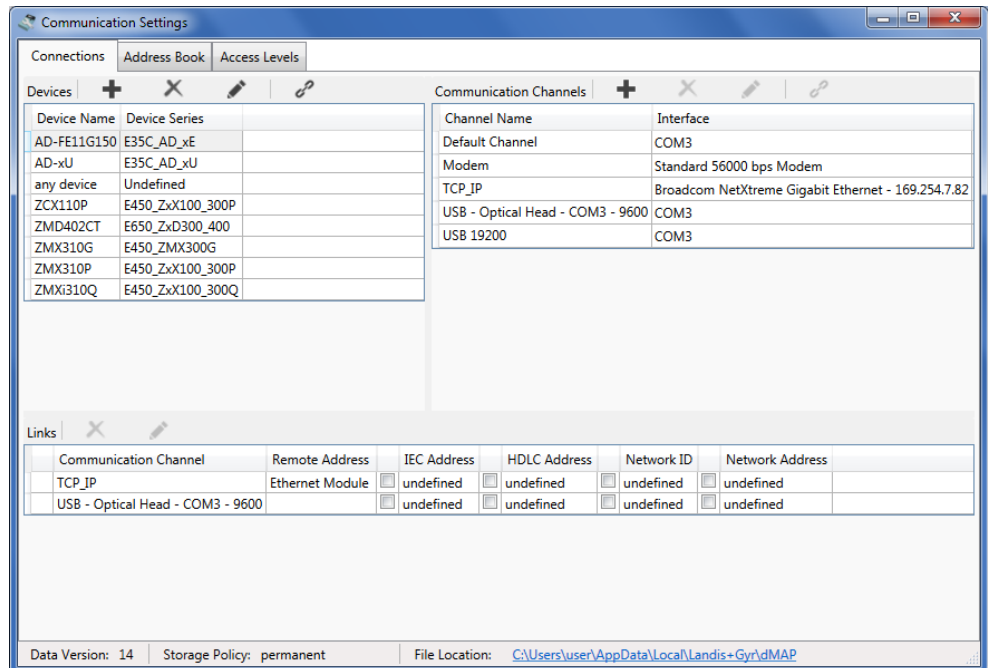 Communication Settings
Connections Address Book Access Levels
Devices
Device Name Device Series
AD-FE11G150 E35C_AD_xE
AD-xU E35C_AD_xU
any device Undefined
ZCX110P E450_ZxX100_300P
ZMD402CT E650_ZxD300_400
ZMX310G E450_ZMX300G
ZMX310P E450_ZxX100_300P
ZMXi310Q E450_ZxX100_300Q
Communication Channels
Channel Name Interface
Default Channel COM3
Modem Standard 56000 bps Modem
TCP_IP Broadcom NetXtreme Gigabit Ethernet - 169.254.7.82
USB - Optical Head - COM3 - 9600 COM3
USB 19200 COM3
Links
Communication Channel Remote Address IEC Address HDLC Address Network ID Network Address
TCP_IP Ethernet Module undefined undefined undefined undefined
USB - Optical Head - COM3 - 9600 undefined undefined undefined undefined
Data Version: 14 Storage Policy: permanent File Location: C:\Users\user\AppData\Local\Landis+Gyr\dMAP